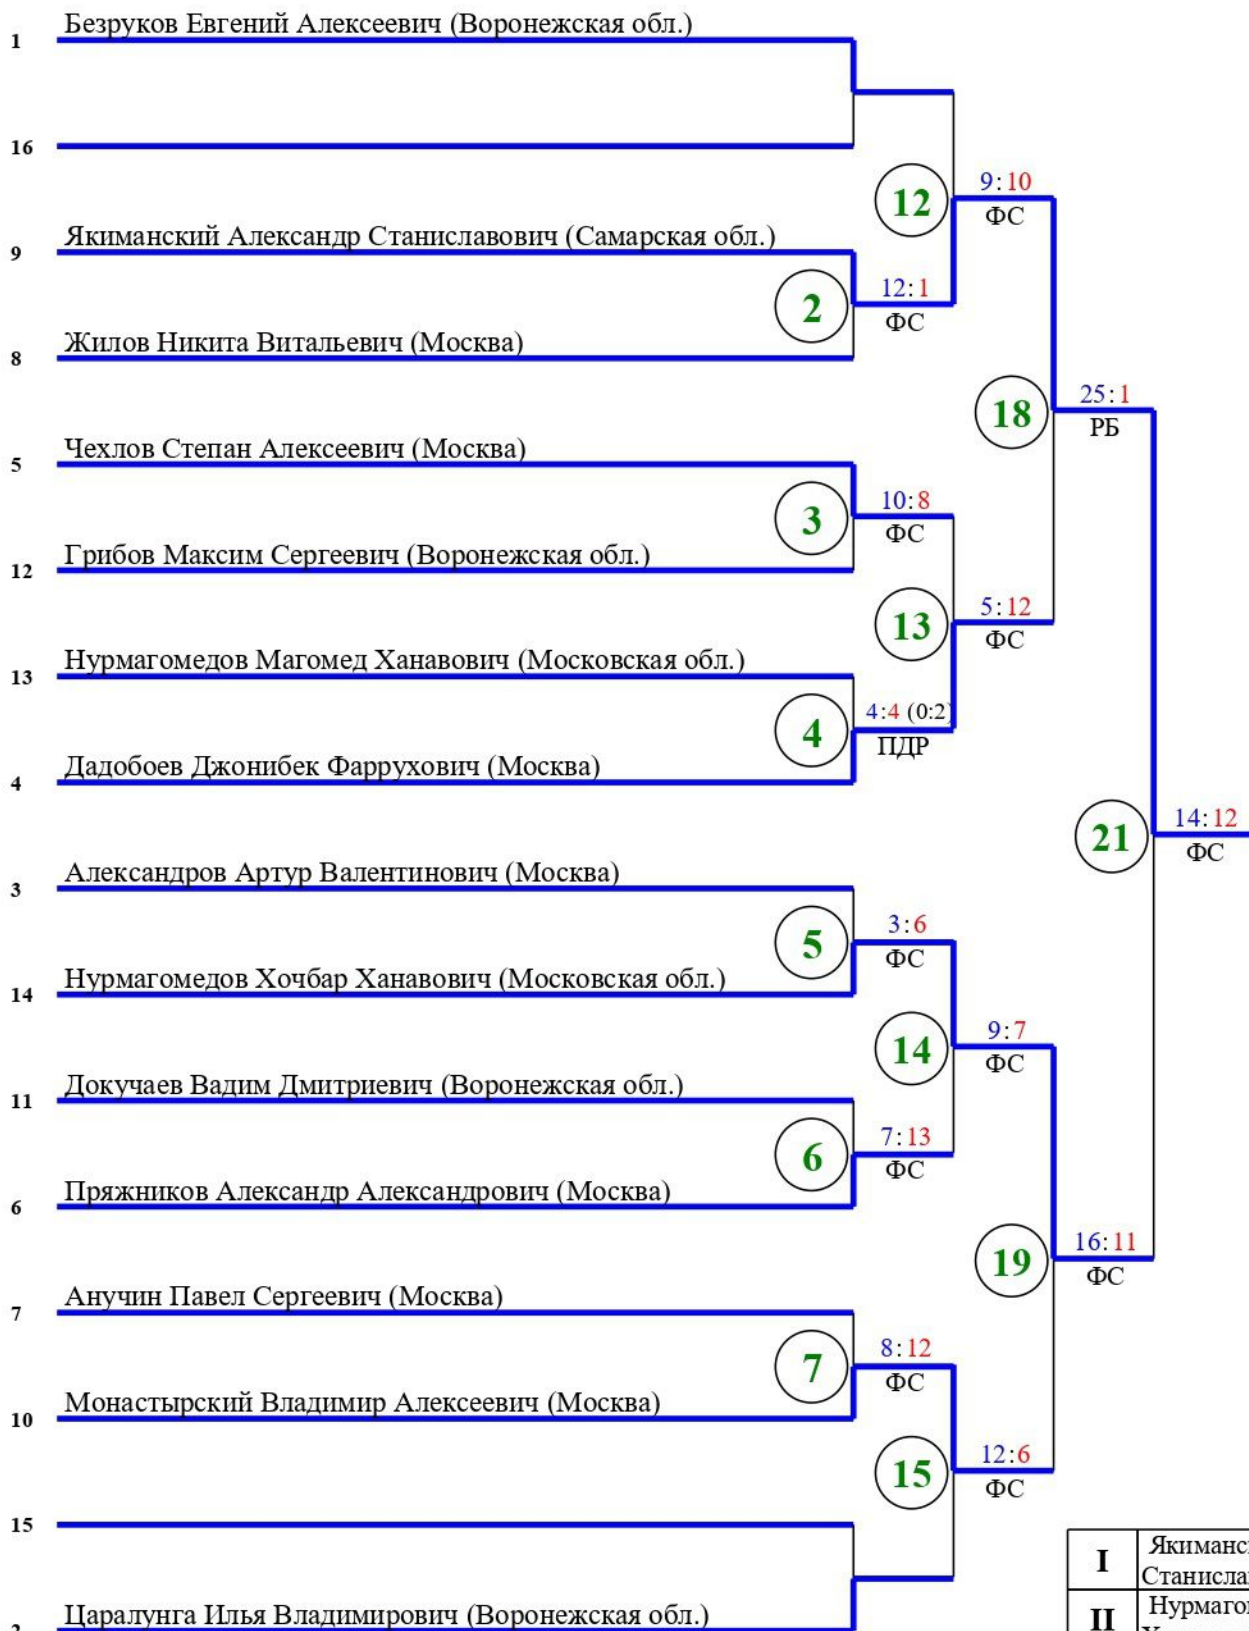 Безруков Евгений Алексеевич (Воронежская обл.)
1
16
12
9:10
ФС
Якиманский Александр Станиславович (Самарская обл.)
9
2
12:1
ФС
Жилов Никита Витальевич (Москва)
8
18
25:1
РБ
Чехлов Степан Алексеевич (Москва)
5
3
10:8
ФС
Грибов Максим Сергеевич (Воронежская обл.)
12
13
5:12
ФС
Нурмагомедов Магомед Ханавович (Московская обл.)
13
4
4:4 (0:2)
ПДР
Дадобоев Джонибек Фаррухович (Москва)
4
21
14:12
ФС
Александров Артур Валентинович (Москва)
3
5
3:6
ФС
Нурмагомедов Хочбар Ханавович (Московская обл.)
14
14
9:7
ФС
Докучаев Вадим Дмитриевич (Воронежская обл.)
11
6
7:13
ФС
Пряжников Александр Александрович (Москва)
6
19
16:11
ФС
Анучин Павел Сергеевич (Москва)
7
7
8:12
ФС
Монастырский Владимир Алексеевич (Москва)
10
15
12:6
ФС
15
I
Якиманс
Станисла
Царалунга Илья Владимирович (Воронежская обл.)
II
Нурмаго